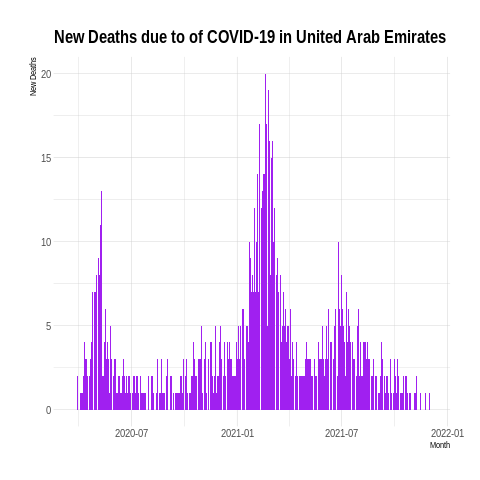 New Deaths due to of COVID-19 in United Arab Emirates
New Deaths
20
15
10
5
0
2020-07 2021-01 2021-07 2022-01
Month